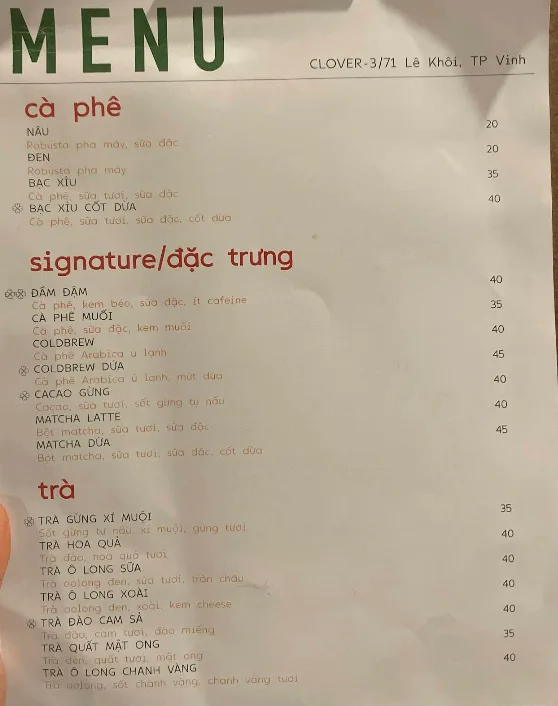 MENU
CLOVER-3/71 Lê Khôi, TP Vinh
cà phê
NÂU 20
Robusta pha máy, sữa đặc
ĐEN 20
Robusta pha máy
BẠC XỈU 35
Cà phê, sữa tươi, sữa đặc
BẠC XỈU CỐT DỪA 40
Cà phê, sữa tươi, sữa đặc, cốt dừa
signature/đặc trưng
ĐẦM ĐẬM 40
Cà phê, kem béo, sữa đặc, ít cafeine
CÀ PHÊ MUỐI 35
Cà phê, sữa đặc, kem muối
COLDBREW 40
Cà phê Arabica ủ lạnh
COLDBREW DỪA 45
Cà phê Arabica ủ lạnh, mứt dừa
CACAO GỪNG 40
Cacao, sữa tươi, sốt gừng tự nấu
MATCHA LATTE 40
Bột matcha, sữa tươi, sữa đặc
MATCHA DỪA 45
Bột matcha, sữa tươi, sữa đặc, cốt dừa
trà
TRÀ GỪNG XÍ MUỘI 35
Sốt gừng tự nấu, xí muội, gừng tươi
TRÀ HOA QUẢ 40
Trà đào, hoa quả tươi
TRÀ Ô LONG SỮA 40
Trà oolong đen, sữa tươi, trân châu
TRÀ Ô LONG XOÀI 40
Trà oolong đen, xoài, kem cheese
TRÀ ĐÀO CAM SẢ 40
Trà đào, cam tươi, đào miếng
TRÀ QUẤT MẬT ONG 35
Trà đen, quất tươi, mật ong
TRÀ Ô LONG CHANH VÀNG 40
Trà oolong, sốt chanh vàng, chanh vàng tươi